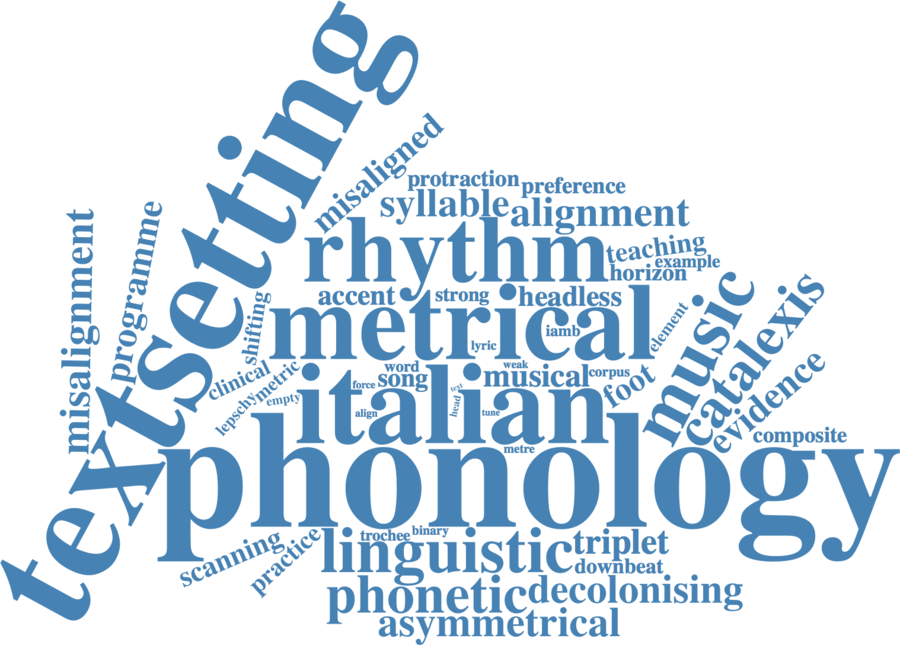 textsetting
misaligned
protraction
preference
syllable
alignment
rhythm
teaching
example
horizon
misalignment
programme
accent
strong
headless
shifting
metrical
iamb
lyric
element
music
catalexis
evidence
clinical
metric
lepschy
empty
word
force
song
weak
musical
corpus
foot
italian
align
head
text
tune
composite
metre
phonology
scanning
practice
trochee
binary
linguistic
triplet
downbeat
phonetic
decolonising
asymmetrical